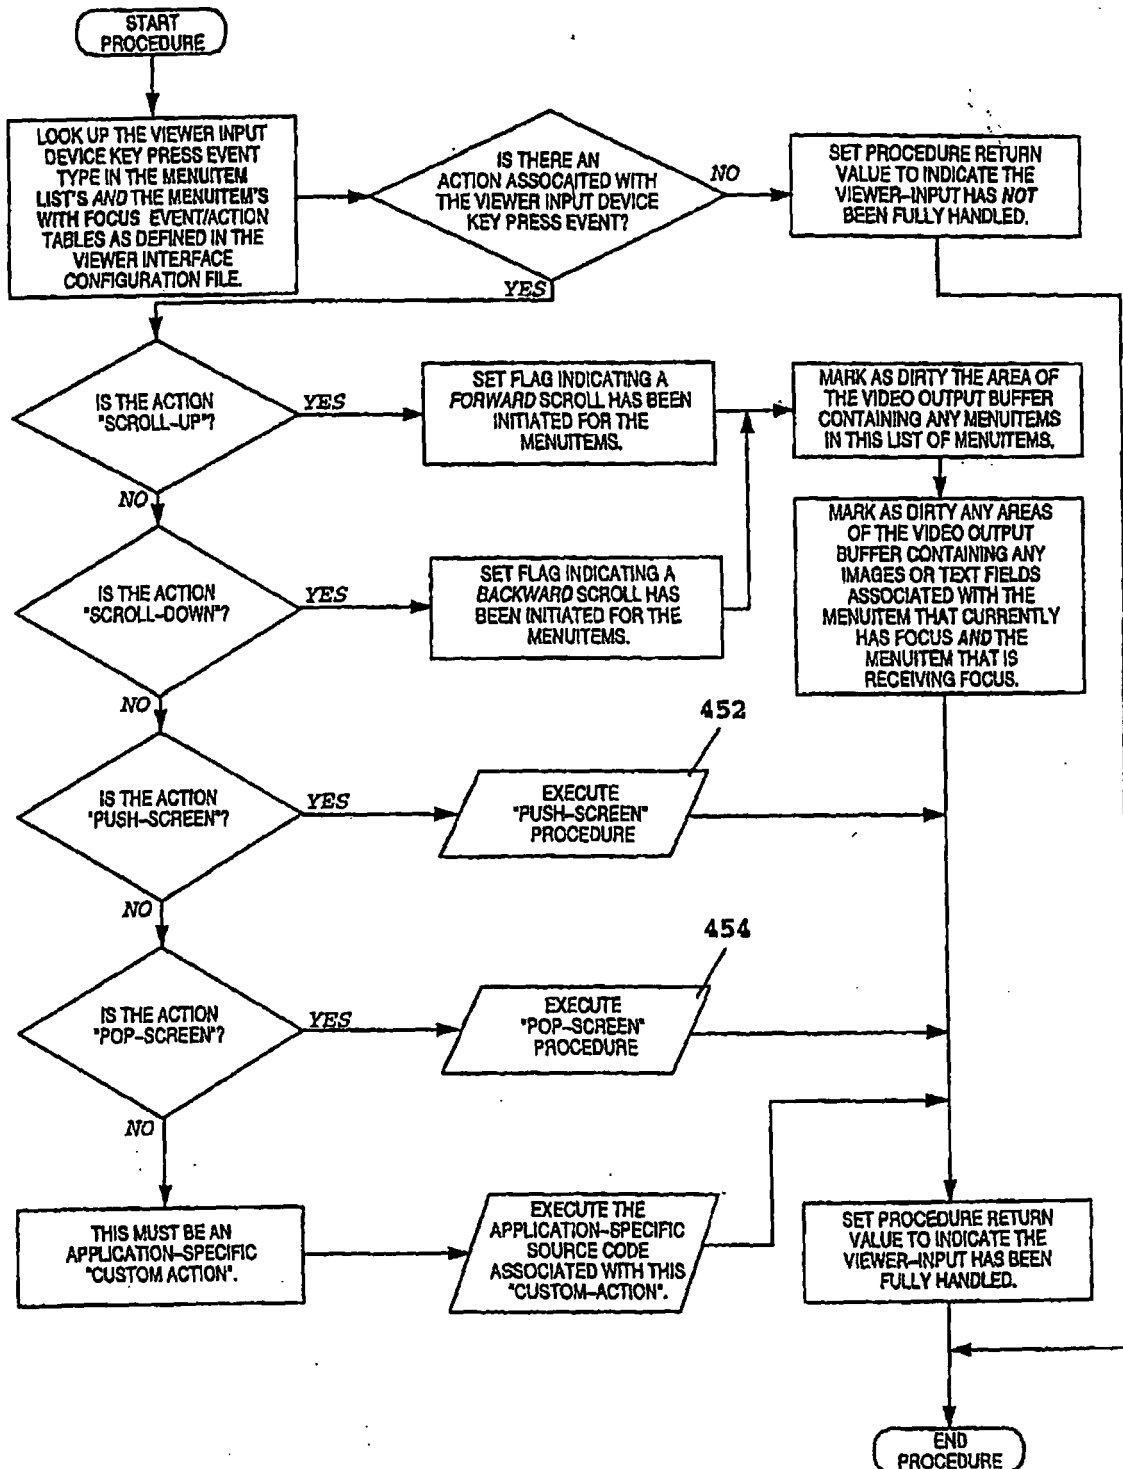 START
PROCEDURE
LOOK UP THE VIEWER INPUT
DEVICE KEY PRESS EVENT
TYPE IN THE MENUITEM
LIST'S AND THE MENUITEM'S
WITH FOCUS EVENT/ACTION
TABLES AS DEFINED IN THE
VIEWER INTERFACE
CONFIGURATION FILE.
IS THERE AN
ACTION ASSOCAITED WITH
THE VIEWER INPUT DEVICE
KEY PRESS EVENT?
NO
SET PROCEDURE RETURN
VALUE TO INDICATE THE
VIEWER-INPUT HAS NOT
BEEN FULLY HANDLED.
YES
IS THE ACTION
"SCROLL-UP"?
YES
SET FLAG INDICATING A
FORWARD SCROLL HAS BEEN
INITIATED FOR THE
MENUITEMS.
MARK AS DIRTY THE AREA OF
THE VIDEO OUTPUT BUFFER
CONTAINING ANY MENUITEMS
IN THIS LIST OF MENUITEMS.
NO
IS THE ACTION
"SCROLL-DOWN"?
YES
SET FLAG INDICATING A
BACKWARD SCROLL HAS
BEEN INITIATED FOR THE
MENUITEMS.
MARK AS DIRTY ANY AREAS
OF THE VIDEO OUTPUT
BUFFER CONTAINING ANY
IMAGES OR TEXT FIELDS
ASSOCIATED WITH THE
MENUITEM THAT CURRENTLY
HAS FOCUS AND THE
MENUITEM THAT IS
RECEIVING FOCUS.
NO
452
IS THE ACTION
"PUSH-SCREEN"?
YES
EXECUTE
"PUSH-SCREEN"
PROCEDURE
NO
454
IS THE ACTION
"POP-SCREEN"?
YES
EXECUTE
"POP-SCREEN"
PROCEDURE
NO
THIS MUST BE AN
APPLICATION-SPECIFIC
"CUSTOM ACTION".
EXECUTE THE
APPLICATION-SPECIFIC
SOURCE CODE
ASSOCIATED WITH THIS
"CUSTOM-ACTION".
SET PROCEDURE RETURN
VALUE TO INDICATE THE
VIEWER-INPUT HAS BEEN
FULLY HANDLED.
END
PROCEDURE